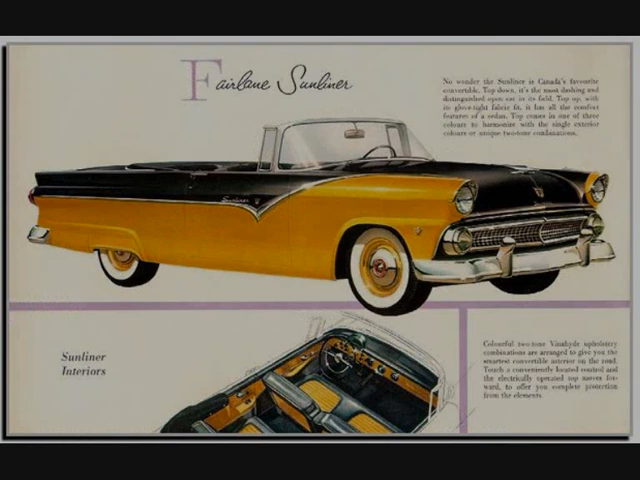 Fairlane Sunliner
No wonder the Sunliner is Canada's favourite
convertible. Top down, it's the most dashing and
distinguished open car in its field. Top up, with
its glove-tight fabric fit, it has all the comfort
features of a sedan. Top comes in one of three
colours to harmonize with the single exterior
colours or unique two-tone combinations.
Sunliner
Sunliner
Interiors
Colourful two-tone Vinahyde upholstery
combinations are arranged to give you the
smartest convertible interior on the road.
Touch a conveniently located control and
the electrically operated top moves for-
ward, to offer you complete protection
from the elements.